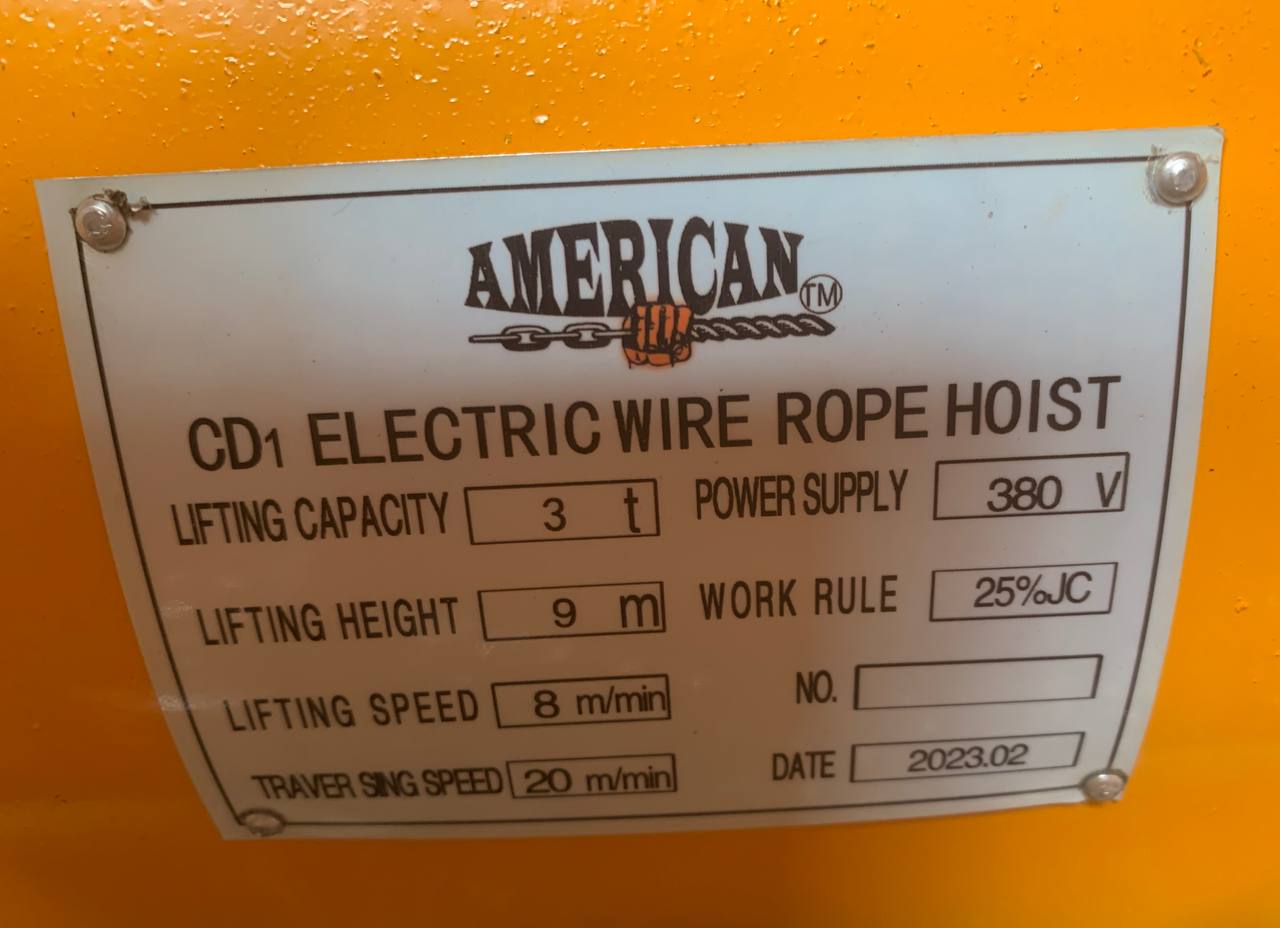 AMERICAN TM
CD1 ELECTRIC WIRE ROPE HOIST
LIFTING CAPACITY 3 t POWER SUPPLY 380 V
LIFTING HEIGHT 9 m WORK RULE 25%JC
LIFTING SPEED 8 m/min NO.
TRAVER SING SPEED 20 m/min DATE 2023.02